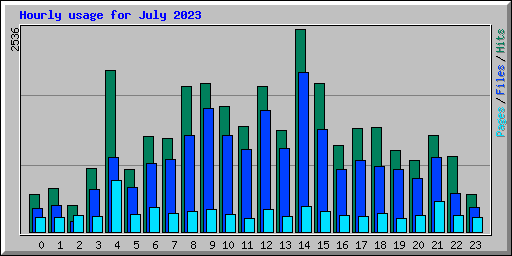 Hourly usage for July 2023
2536
Pages/Files/Hits
0 1 2 3 4 5 6 7 8 9 10 11 12 13 14 15 16 17 18 19 20 21 22 23